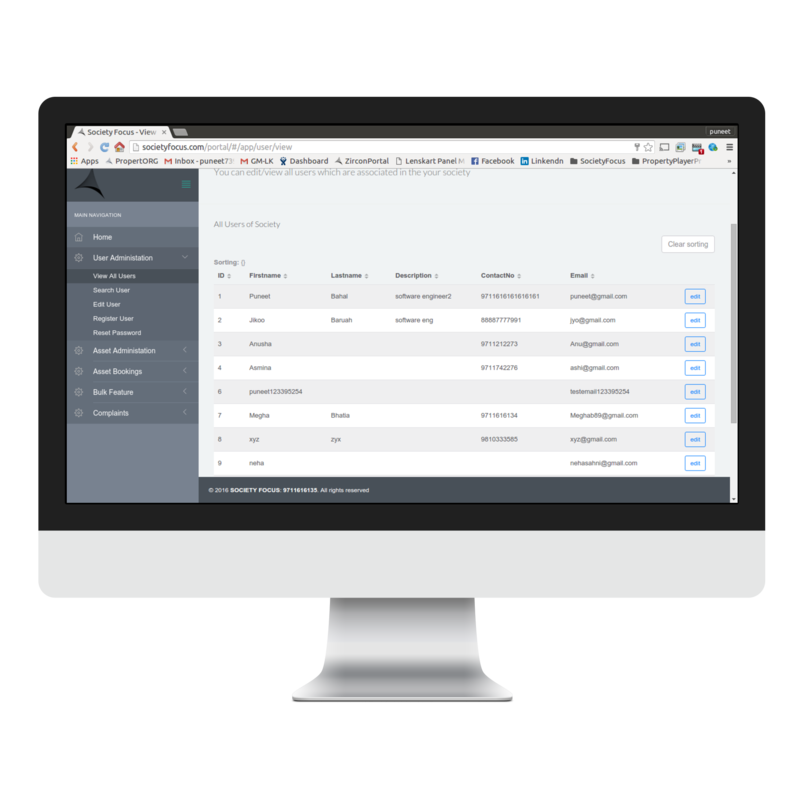 Society Focus - View
puneet
societyfocus.com/portal/#/app/user/view
Apps PropertORG Inbox - puneet73 GM-LK Dashboard ZirconPortal Lenskart Panel M Facebook Linkendn SocietyFocus PropertyPlayerPr »
You can edit/view all users which are associated in the your society
MAIN NAVIGATION
Home
User Administation
View All Users
Search User
Edit User
Register User
Reset Password
Asset Administation
Asset Bookings
Bulk Feature
Complaints
All Users of Society
Clear sorting
Sorting: {}
ID Firstname Lastname Description ContactNo Email
1 Puneet Bahal software engineer2 9711616161616161 puneet@gmail.com edit
2 Jikoo Baruah software eng 88887777991 jyo@gmail.com edit
3 Anusha 9711212273 Anu@gmail.com edit
4 Asmina 9711742276 ashi@gmail.com edit
6 puneet123395254 testemail123395254 edit
7 Megha Bhatia 9711616134 Meghab89@gmail.com edit
8 xyz zyx 9810333585 xyz@gmail.com edit
9 neha nehasahni@gmail.com edit
© 2016 SOCIETY FOCUS: 9711616135. All rights reserved